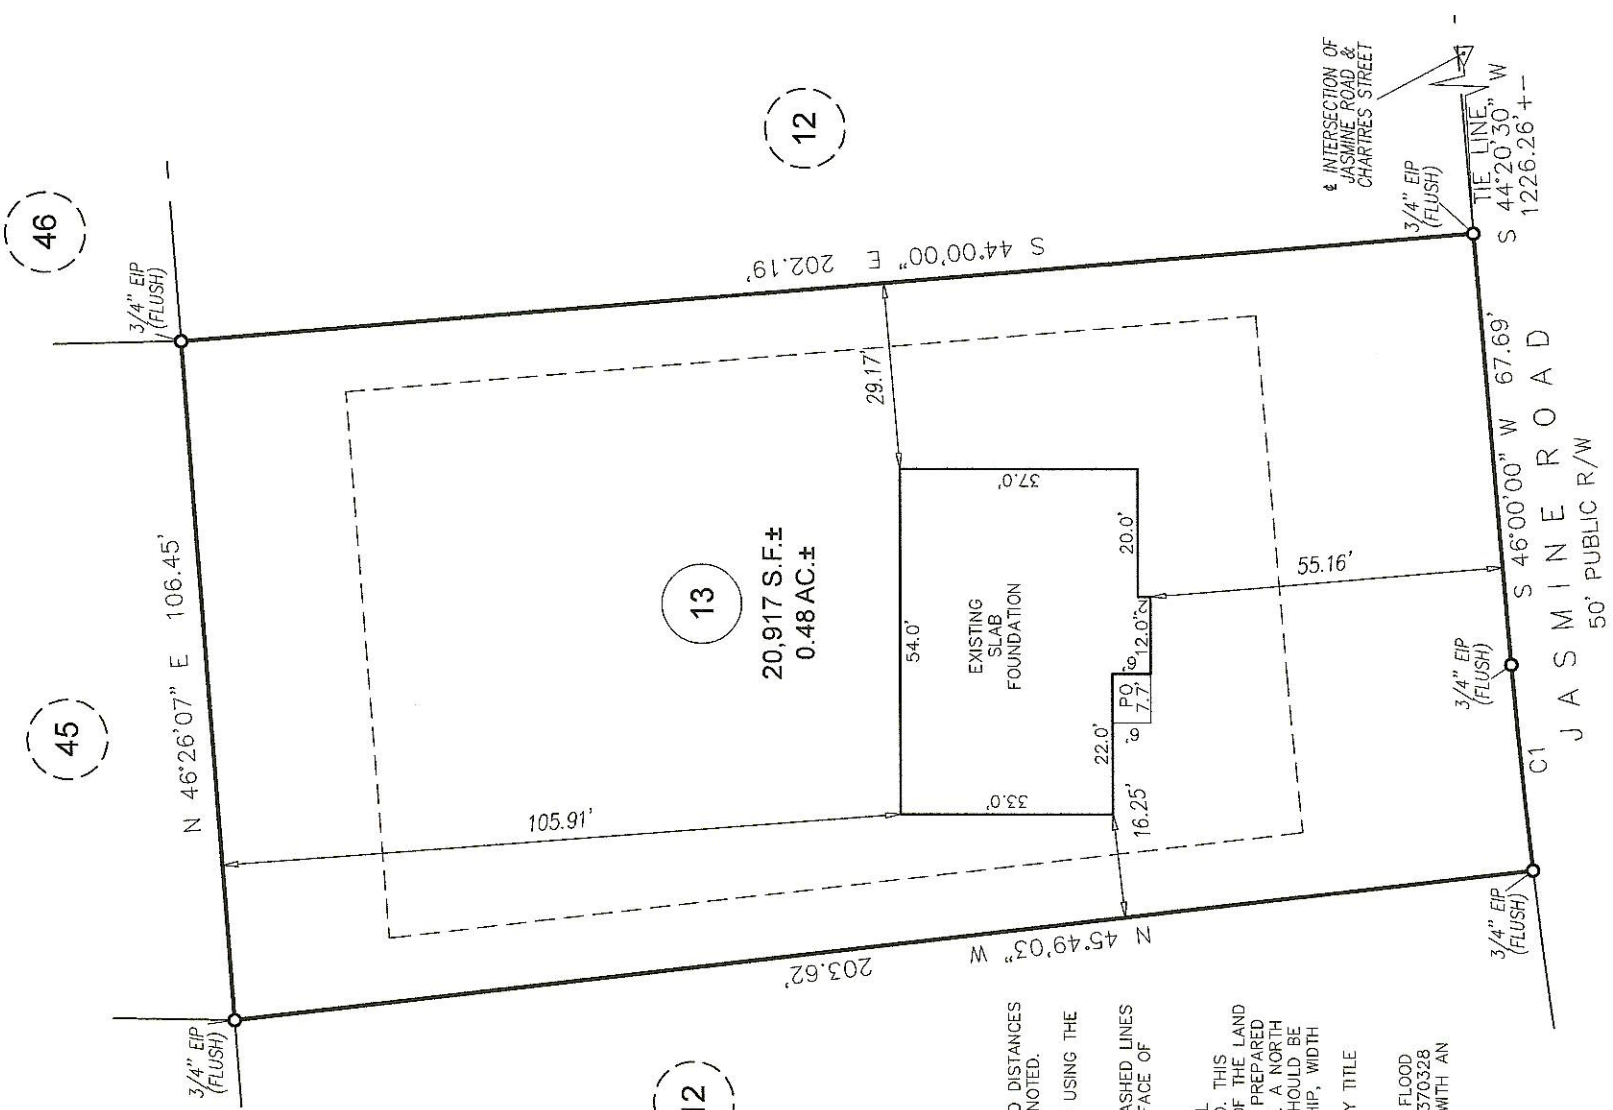 46
45
12
3/4" EIP
(FLUSH)
N 46°26'07" E 106.45'
3/4" EIP
(FLUSH)
S 44°00'00" E 202.19'
℄ INTERSECTION OF
JASMINE ROAD &
CHARTRES STREET
3/4" EIP
(FLUSH)
TIE LINE
S 44°20'30" W
1226.26'+-
13
20,917 S.F.±
0.48 AC.±
29.17'
105.91'
54.0'
37.0'
33.0'
EXISTING
SLAB
FOUNDATION
20.0'
2'
12.0'
6'
PO
7.7'
6'
22.0'
16.25'
55.16'
N 45°49'03" W
203.62'
S 46°00'00" W 67.69'
3/4" EIP
(FLUSH)
C1
JASMINE ROAD
50' PUBLIC R/W
3/4" EIP
(FLUSH)
12
D DISTANCES
NOTED.
USING THE
ASHED LINES
FACE OF
THIS
OF THE LAND
PREPARED
A NORTH
HOULD BE
HIP, WIDTH
Y TITLE
FLOOD
370328
WITH AN